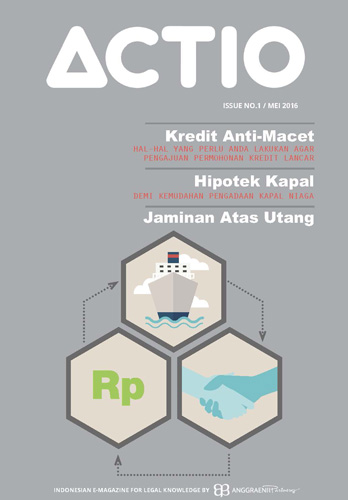 ACTIO
ISSUE NO.1 / MEI 2016
Kredit Anti-Macet
HAL-HAL YANG PERLU ANDA LAKUKAN AGAR
PENGAJUAN PERMOHONAN KREDIT LANCAR
Hipotek Kapal
DEMI KEMUDAHAN PENGADAAN KAPAL NIAGA
Jaminan Atas Utang
Rp
INDONESIAN E-MAGAZINE FOR LEGAL KNOWLEDGE BY ANGGRAENI